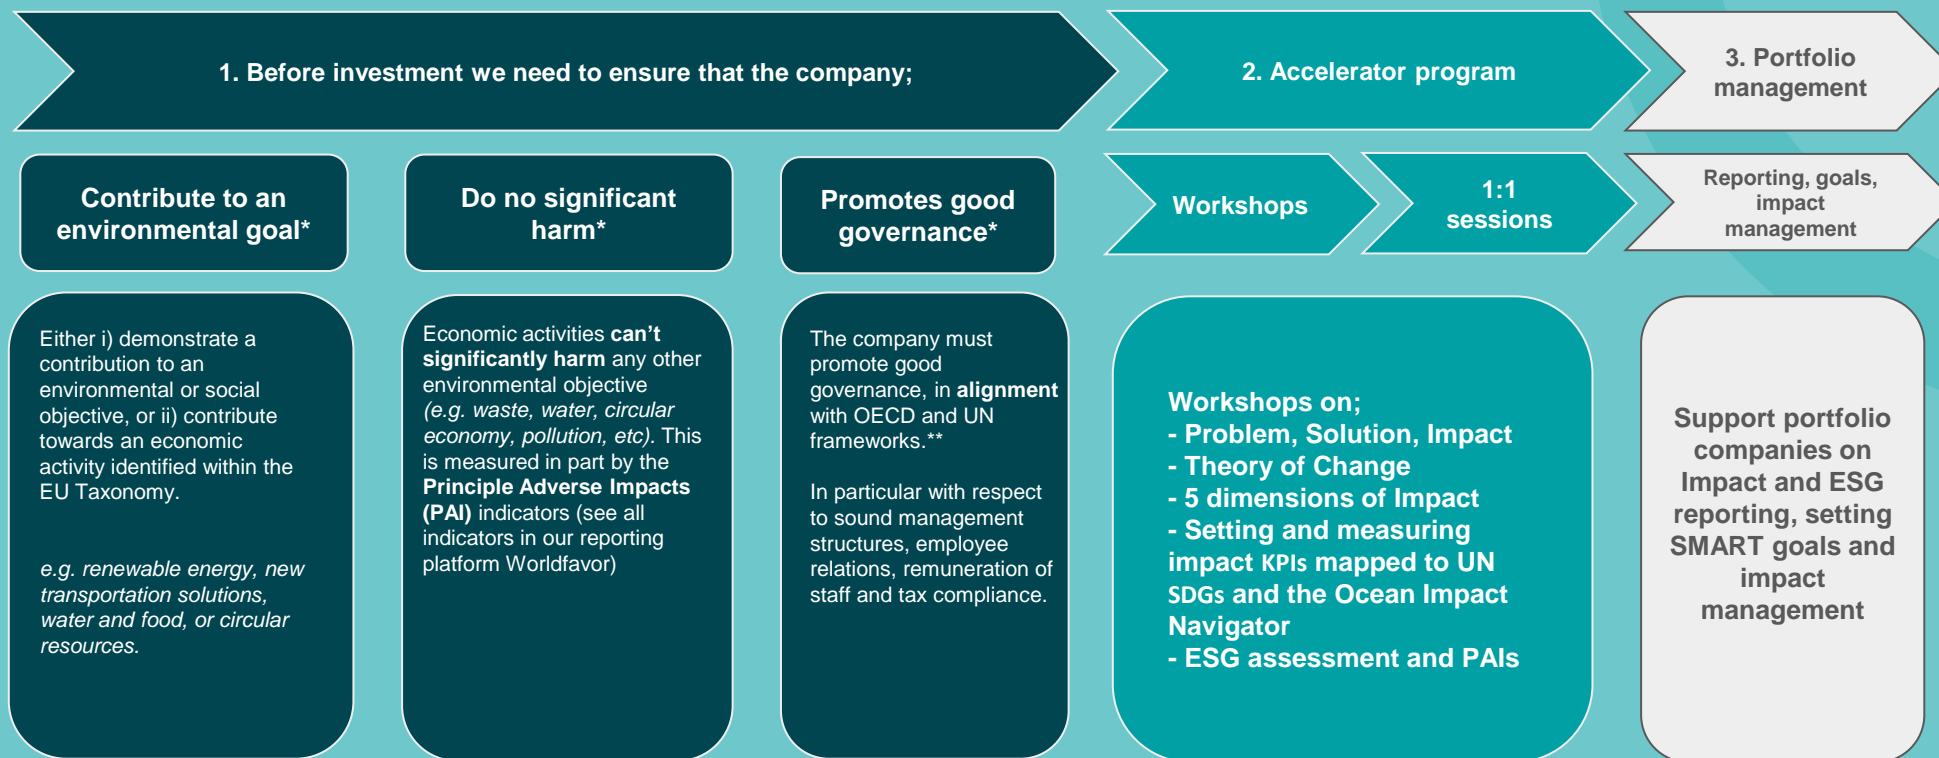 1. Before investment we need to ensure that the company;
2. Accelerator program
3. Portfolio
management
Contribute to an
environmental goal*
Do no significant
harm*
Promotes good
governance*
Workshops
1:1
sessions
Reporting, goals,
impact
management
Either i) demonstrate a
contribution to an
environmental or social
objective, or ii) contribute
towards an economic
activity identified within the
EU Taxonomy.
e.g. renewable energy, new
transportation solutions,
water and food, or circular
resources.
Economic activities can’t
significantly harm any other
environmental objective
(e.g. waste, water, circular
economy, pollution, etc). This
is measured in part by the
Principle Adverse Impacts
(PAI) indicators (see all
indicators in our reporting
platform Worldfavor)
The company must
promote good
governance, in alignment
with OECD and UN
frameworks.**
In particular with respect
to sound management
structures, employee
relations, remuneration of
staff and tax compliance.
Workshops on;
- Problem, Solution, Impact
- Theory of Change
- 5 dimensions of Impact
- Setting and measuring
impact KPIs mapped to UN
SDGs and the Ocean Impact
Navigator
- ESG assessment and PAIs
Support portfolio
companies on
Impact and ESG
reporting, setting
SMART goals and
impact
management